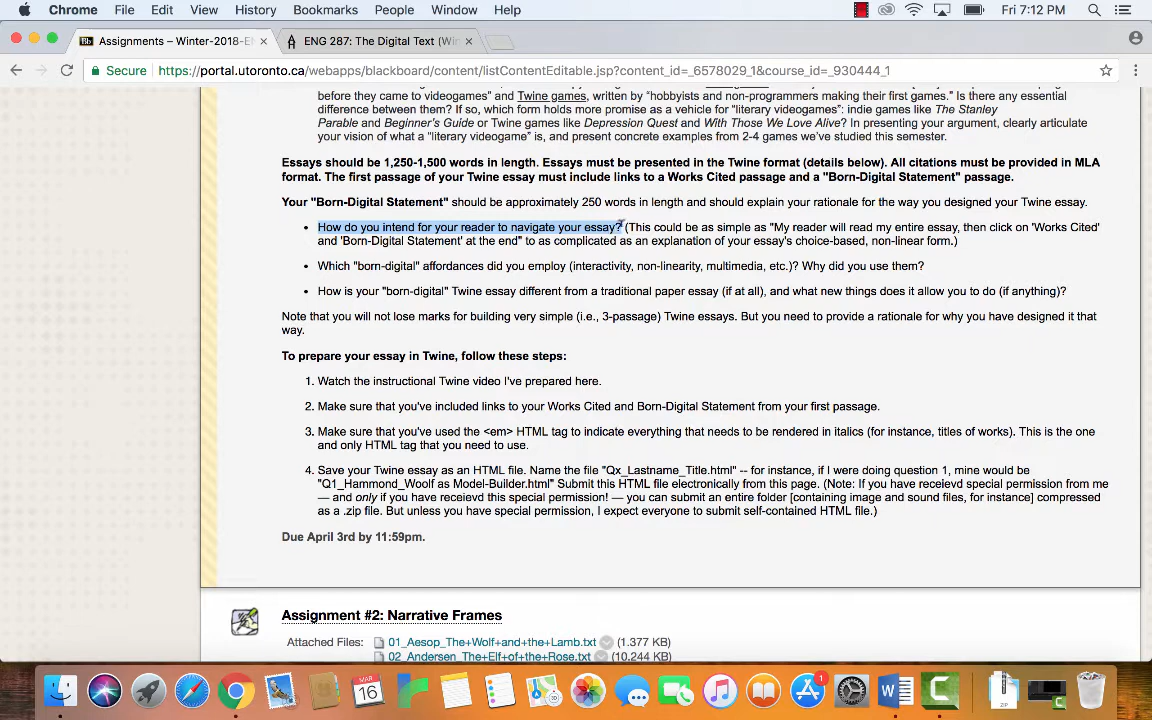 Chrome File Edit View History Bookmarks People Window Help Fri 7:12 PM
Assignments – Winter-2018-E
ENG 287: The Digital Text (Win
Secure https://portal.utoronto.ca/webapps/blackboard/content/listContentEditable.jsp?content_id=_6578029_1&course_id=_930444_1
before they came to videogames" and Twine games, written by "hobbyists and non-programmers making their first games." Is there any essential
difference between them? If so, which form holds more promise as a vehicle for "literary videogames": indie games like The Stanley
Parable and Beginner's Guide or Twine games like Depression Quest and With Those We Love Alive? In presenting your argument, clearly articulate
your vision of what a "literary videogame" is, and present concrete examples from 2-4 games we've studied this semester.
Essays should be 1,250-1,500 words in length. Essays must be presented in the Twine format (details below). All citations must be provided in MLA
format. The first passage of your Twine essay must include links to a Works Cited passage and a "Born-Digital Statement" passage.
Your "Born-Digital Statement" should be approximately 250 words in length and should explain your rationale for the way you designed your Twine essay.
• How do you intend for your reader to navigate your essay? (This could be as simple as "My reader will read my entire essay, then click on 'Works Cited'
and 'Born-Digital Statement' at the end" to as complicated as an explanation of your essay's choice-based, non-linear form.)
• Which "born-digital" affordances did you employ (interactivity, non-linearity, multimedia, etc.)? Why did you use them?
• How is your "born-digital" Twine essay different from a traditional paper essay (if at all), and what new things does it allow you to do (if anything)?
Note that you will not lose marks for building very simple (i.e., 3-passage) Twine essays. But you need to provide a rationale for why you have designed it that
way.
To prepare your essay in Twine, follow these steps:
1. Watch the instructional Twine video I've prepared here.
2. Make sure that you've included links to your Works Cited and Born-Digital Statement from your first passage.
3. Make sure that you've used the <em> HTML tag to indicate everything that needs to be rendered in italics (for instance, titles of works). This is the one
and only HTML tag that you need to use.
4. Save your Twine essay as an HTML file. Name the file "Qx_Lastname_Title.html" -- for instance, if I were doing question 1, mine would be
"Q1_Hammond_Woolf as Model-Builder.html" Submit this HTML file electronically from this page. (Note: If you have receievd special permission from me
— and only if you have receievd this special permission! — you can submit an entire folder [containing image and sound files, for instance] compressed
as a .zip file. But unless you have special permission, I expect everyone to submit self-contained HTML file.)
Due April 3rd by 11:59pm.
Assignment #2: Narrative Frames
Attached Files: 01_Aesop_The+Wolf+and+the+Lamb.txt (1.377 KB)
02_Andersen_The+Elf+of+the+Rose.txt (10.244 KB)
MAR
16
1
ZIP